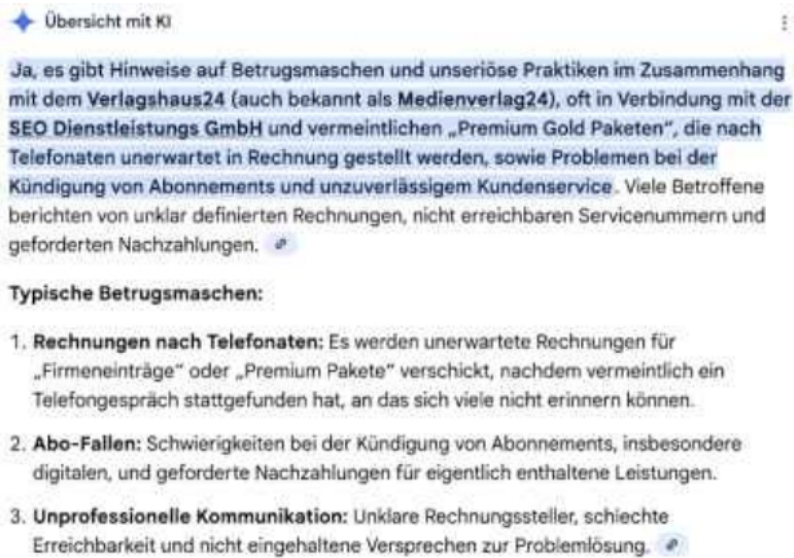 Übersicht mit KI
Ja, es gibt Hinweise auf Betrugsmaschen und unseriöse Praktiken im Zusammenhang
mit dem Verlagshaus24 (auch bekannt als Medienverlag24), oft in Verbindung mit der
SEO Dienstleistungs GmbH und vermeintlichen „Premium Gold Paketen“, die nach
Telefonaten unerwartet in Rechnung gestellt werden, sowie Problemen bei der
Kündigung von Abonnements und unzuverlässigem Kundenservice. Viele Betroffene
berichten von unklar definierten Rechnungen, nicht erreichbaren Servicenummern und
geforderten Nachzahlungen.
Typische Betrugsmaschen:
1. Rechnungen nach Telefonaten: Es werden unerwartete Rechnungen für
„Firmeneinträge“ oder „Premium Pakete“ verschickt, nachdem vermeintlich ein
Telefongespräch stattgefunden hat, an das sich viele nicht erinnern können.
2. Abo-Fallen: Schwierigkeiten bei der Kündigung von Abonnements, insbesondere
digitalen, und geforderte Nachzahlungen für eigentlich enthaltene Leistungen.
3. Unprofessionelle Kommunikation: Unklare Rechnungssteller, schlechte
Erreichbarkeit und nicht eingehaltene Versprechen zur Problemlösung.